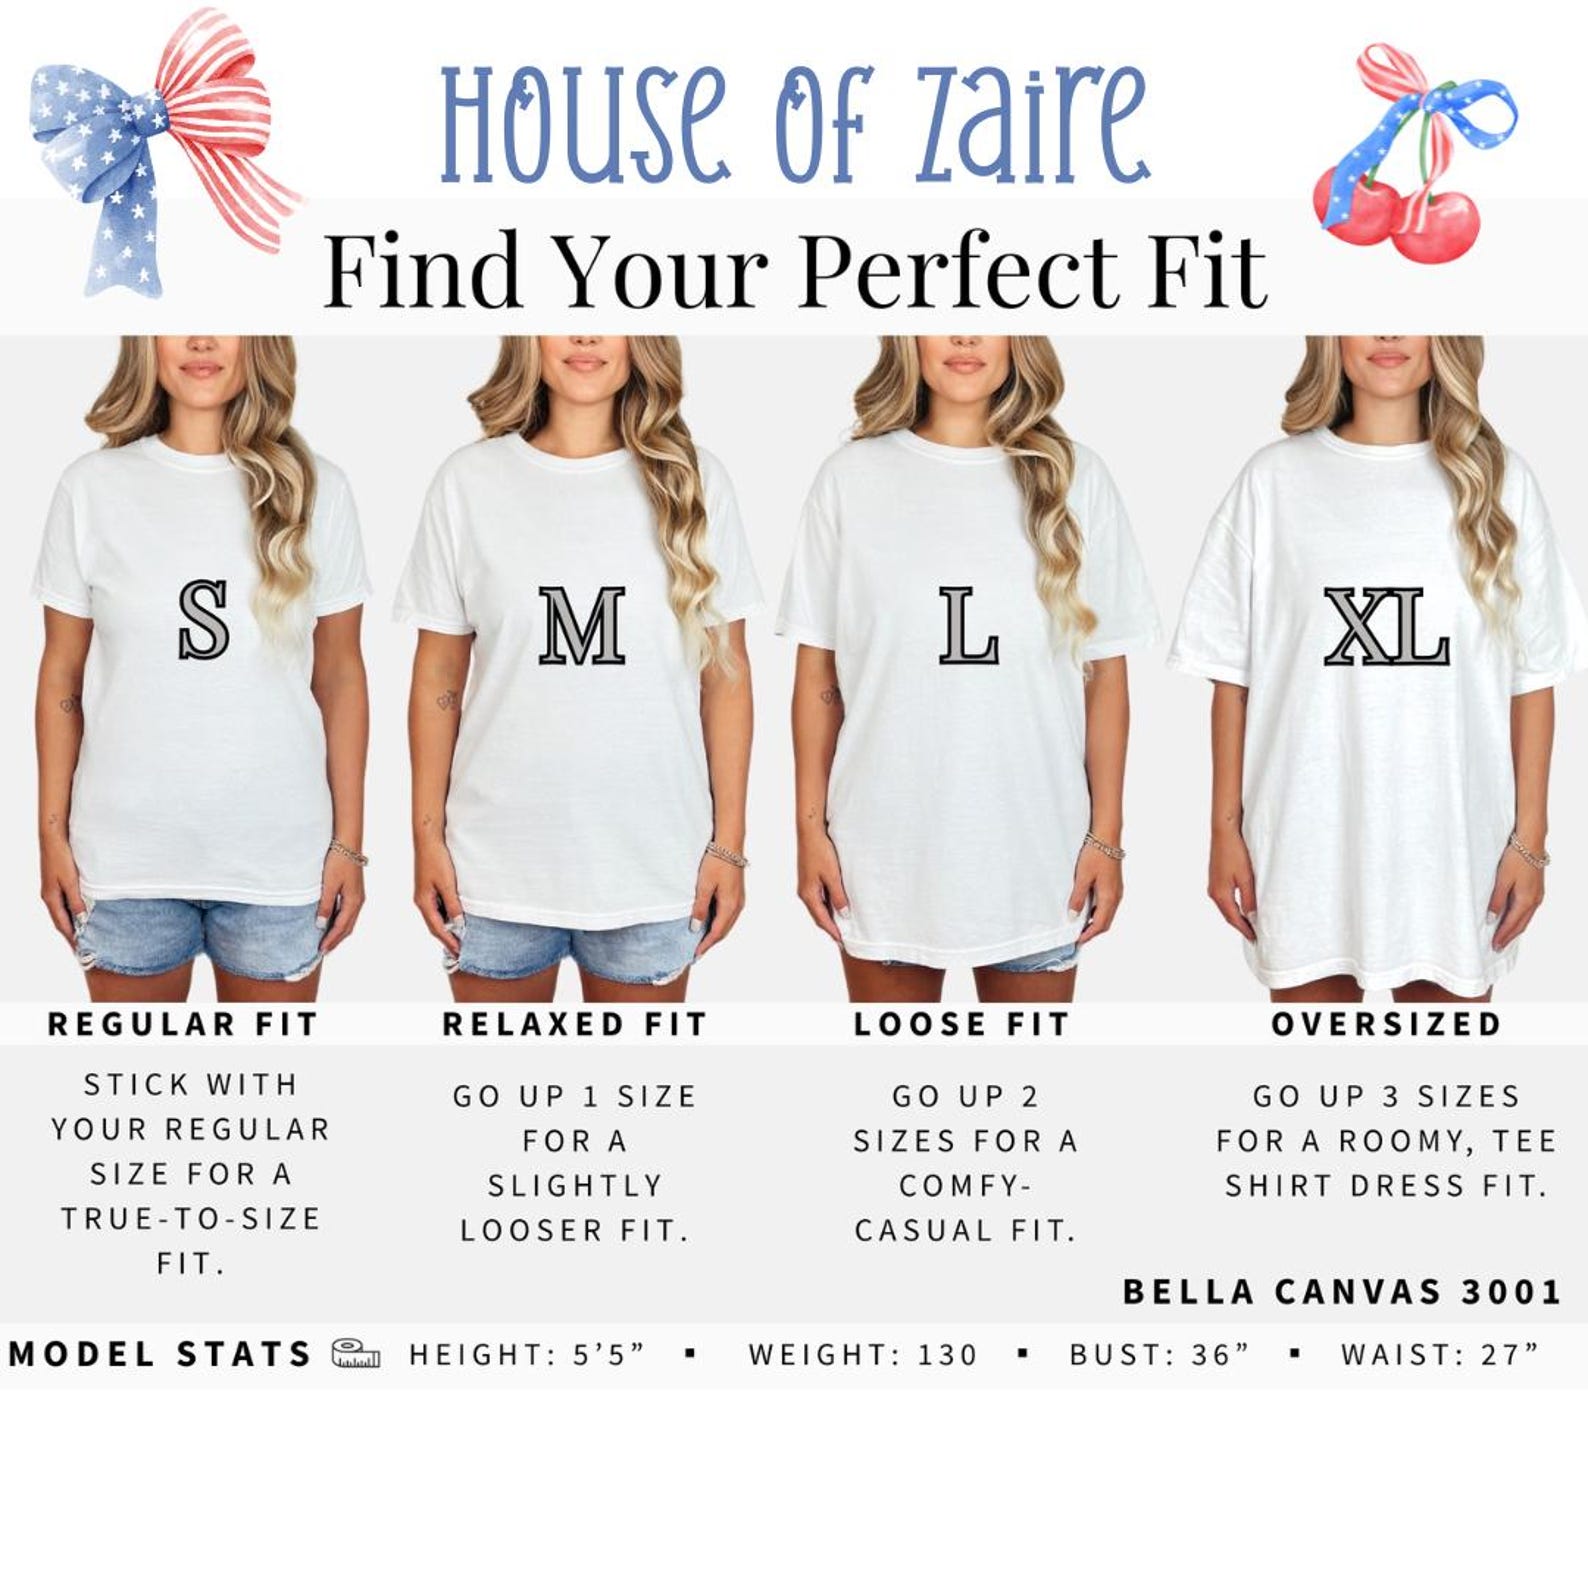 House of Zaire
Find Your Perfect Fit
S
M
L
XL
REGULAR FIT
STICK WITH
YOUR REGULAR
SIZE FOR A
TRUE-TO-SIZE
FIT.
RELAXED FIT
GO UP 1 SIZE
FOR A
SLIGHTLY
LOOSER FIT.
LOOSE FIT
GO UP 2
SIZES FOR A
COMFY-
CASUAL FIT.
OVERSIZED
GO UP 3 SIZES
FOR A ROOMY, TEE
SHIRT DRESS FIT.
BELLA CANVAS 3001
MODEL STATS HEIGHT: 5’5” ▪ WEIGHT: 130 ▪ BUST: 36” ▪ WAIST: 27”